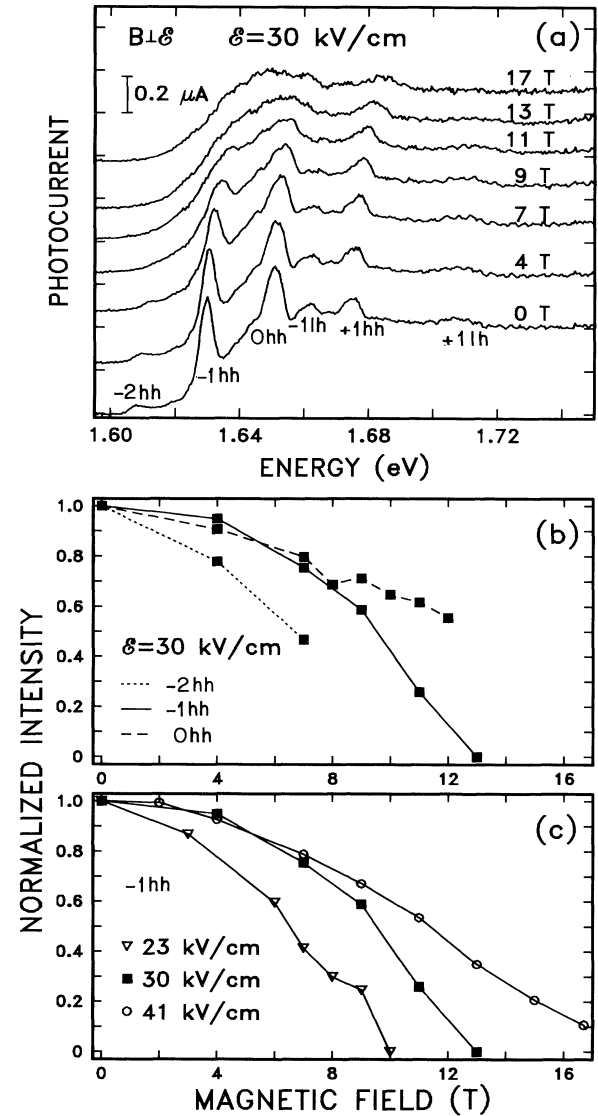 B⊥ℰ ℰ=30 kV/cm (a)
0.2 μA
17 T
13 T
11 T
9 T
7 T
4 T
0 T
PHOTOCURRENT
-2hh
-1hh
0hh
-1lh
+1hh
+1lh
1.60 1.64 1.68 1.72
ENERGY (eV)
(b)
1.0
0.8
0.6
0.4
0.2
0
ℰ=30 kV/cm
-2hh
-1hh
0hh
0 4 8 12 16
NORMALIZED INTENSITY
(c)
1.0
0.8
0.6
0.4
0.2
0
-1hh
23 kV/cm
30 kV/cm
41 kV/cm
0 4 8 12 16
MAGNETIC FIELD (T)